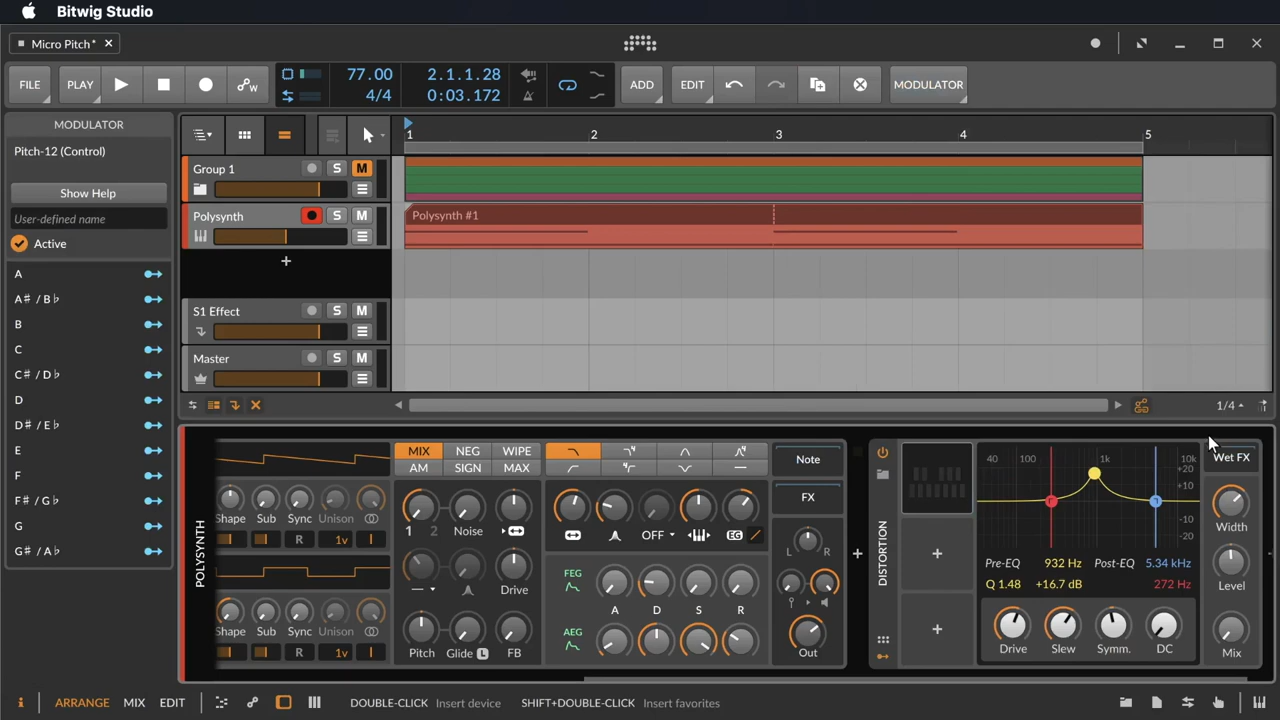 Bitwig Studio
Micro Pitch*
FILE PLAY 77.00 4/4 2.1.1.28 0:03.172 ADD EDIT MODULATOR
MODULATOR
Pitch-12 (Control)
Show Help
User-defined name
Active
A
A# / B♭
B
C
C# / D♭
D
D# / E♭
E
F
F# / G♭
G
G# / A♭
1 2 3 4 5
Group 1 S M
Polysynth S M
Polysynth #1
S1 Effect S M
Master S M
1/4
POLYSYNTH
Shape Sub Sync Unison
R 1v
Shape Sub Sync Unison
R 1v
MIX NEG WIPE
AM SIGN MAX
1 2 Noise
Drive
Pitch Glide L FB
OFF EG
FEG
A D S R
AEG
Note
FX
L R
Out
DISTORTION
40 100 1k 10k
+20
+10
-10
-20
Pre-EQ 932 Hz Post-EQ 5.34 kHz
Q 1.48 +16.7 dB 272 Hz
Drive Slew Symm. DC
Wet FX
Width
Level
Mix
i ARRANGE MIX EDIT DOUBLE-CLICK Insert device SHIFT+DOUBLE-CLICK Insert favorites